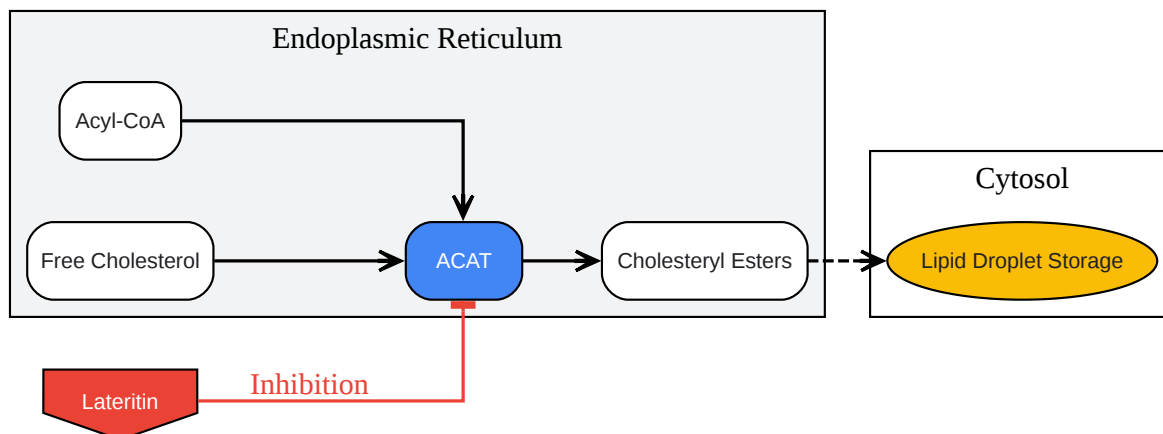 Endoplasmic Reticulum
Acyl-CoA
Cytosol
Free Cholesterol
ACAT
Cholesteryl Esters
Lipid Droplet Storage
Inhibition
Lateritin